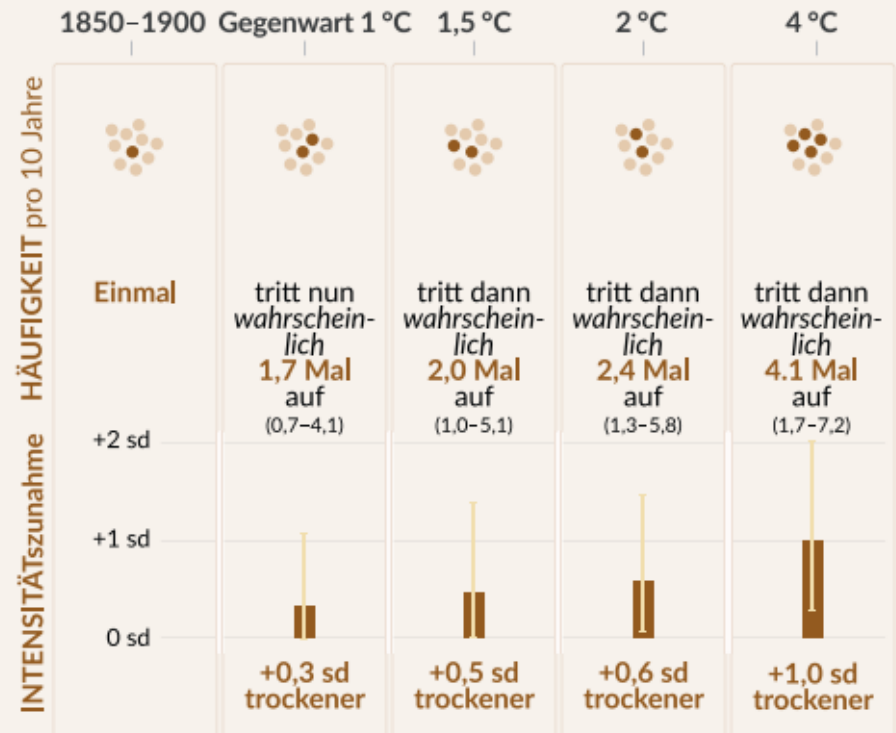 1850–1900
Gegenwart 1 °C
1,5 °C
2 °C
4 °C
HÄUFIGKEIT pro 10 Jahre
Einmal
tritt nun
wahrschein-
lich
1,7 Mal
auf
(0,7–4,1)
tritt dann
wahrschein-
lich
2,0 Mal
auf
(1,0–5,1)
tritt dann
wahrschein-
lich
2,4 Mal
auf
(1,3–5,8)
tritt dann
wahrschein-
lich
4.1 Mal
auf
(1,7–7,2)
INTENSITÄTszunahme
+2 sd
+1 sd
0 sd
+0,3 sd
trockener
+0,5 sd
trockener
+0,6 sd
trockener
+1,0 sd
trockener